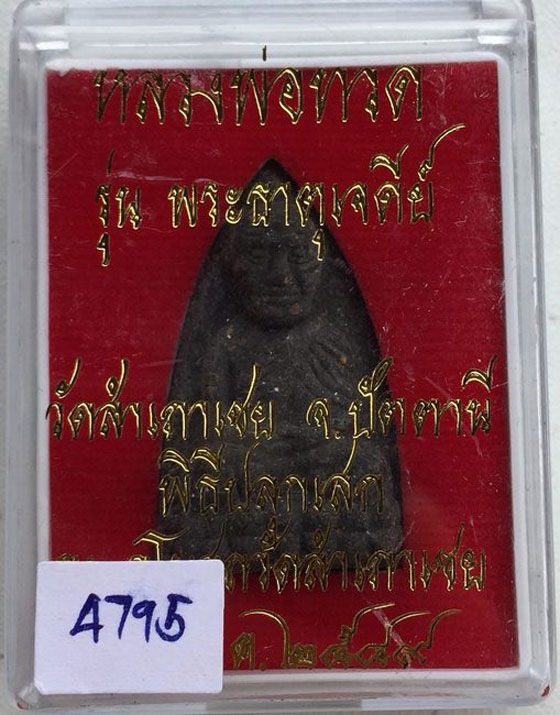 หลวงพ่อทวด
รุ่น พระธาตุเจดีย์
วัดสำเภาเชย จ.ปัตตานี
พิธีปลุกเสก
วัดสำเภาเชย
ค.๒๕๔๙
A795